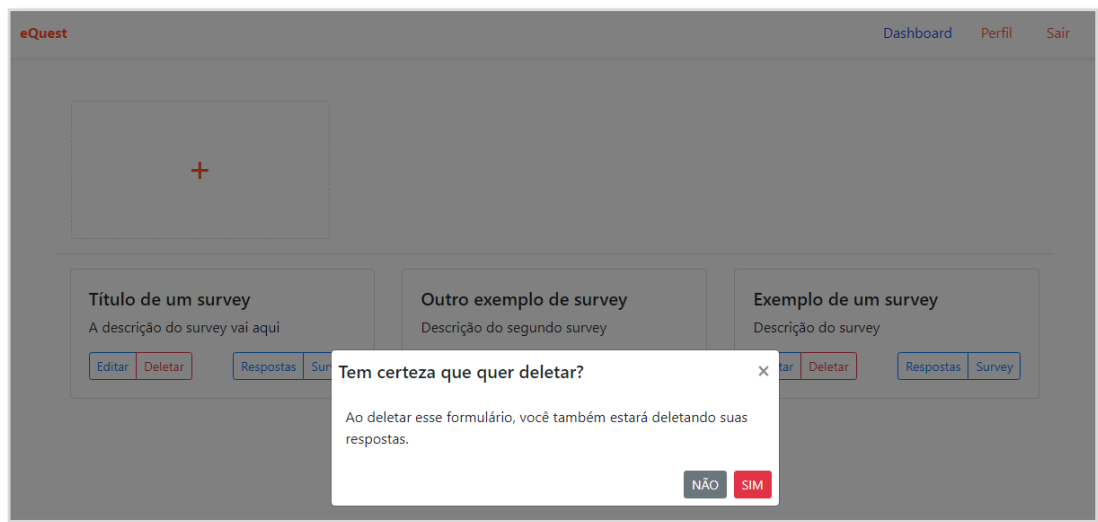 eQuest
Dashboard Perfil Sair
+
Título de um survey
A descrição do survey vai aqui
Editar Deletar Respostas
Outro exemplo de survey
Descrição do segundo survey
Exemplo de um survey
Descrição do survey
Deletar Respostas Survey
Tem certeza que quer deletar? ×
Ao deletar esse formulário, você também estará deletando suas
respostas.
NÃO SIM